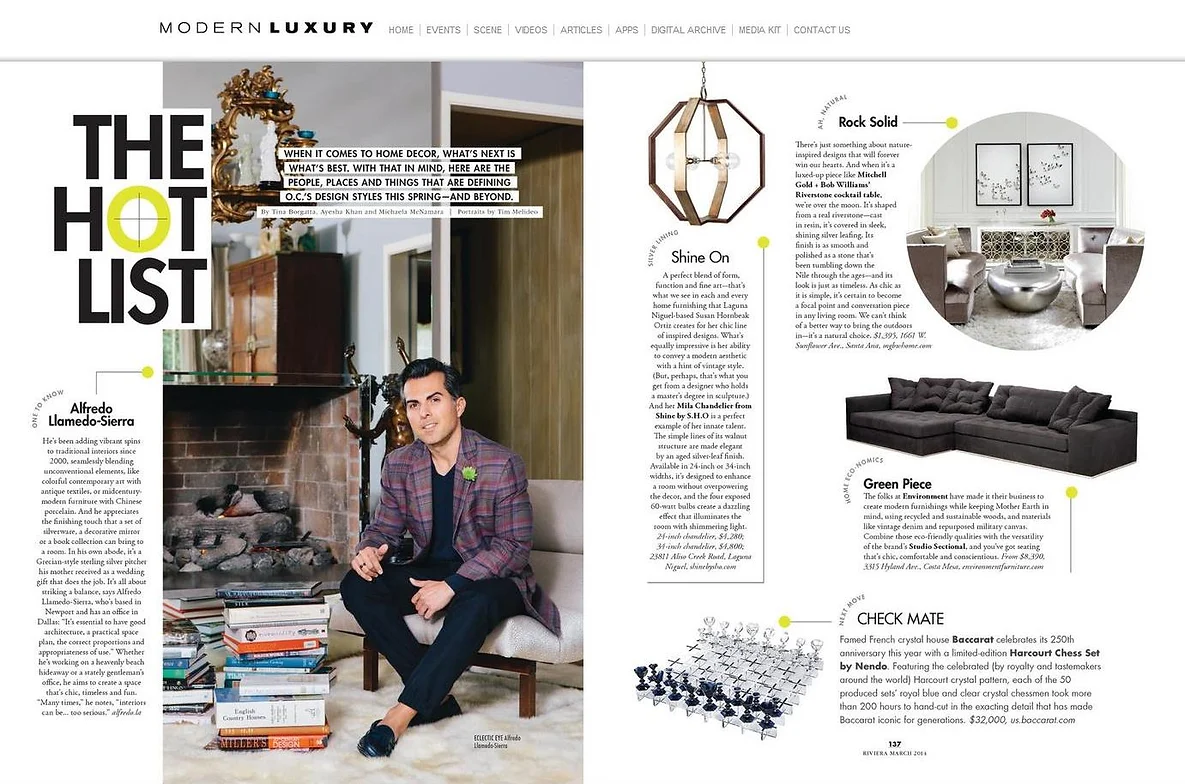 MODERN LUXURY
HOME | EVENTS | SCENE | VIDEOS | ARTICLES | APPS | DIGITAL ARCHIVE | MEDIA KIT | CONTACT US
THE
HOT
LIST
WHEN IT COMES TO HOME DECOR, WHAT'S NEXT IS
WHAT'S BEST. WITH THAT IN MIND, HERE ARE THE
PEOPLE, PLACES AND THINGS THAT ARE DEFINING
O.C.'S DESIGN STYLES THIS SPRING—AND BEYOND.
By Tina Borgatta, Ayesha Khan and Michaela McNamara | Portraits by Tim Melideo
ONE TO KNOW
Alfredo
Llamedo-Sierra
He's been adding vibrant spins
to traditional interiors since
2000, seamlessly blending
unconventional elements, like
colorful contemporary art with
antique textiles, or midcentury-
modern furniture with Chinese
porcelain. And he appreciates
the finishing touch that a set of
silverware, a decorative mirror
or a book collection can bring to
a room. In his own abode, it's a
Grecian-style sterling silver pitcher
his mother received as a wedding
gift that does the job. It's all about
striking a balance, says Alfredo
Llamedo-Sierra, who's based in
Newport and has an office in
Dallas: "It's essential to have good
architecture, a practical space
plan, the correct proportions and
appropriateness of use." Whether
he's working on a heavenly beach
hideaway or a stately gentleman's
office, he aims to create a space
that's chic, timeless and fun.
"Many times," he notes, "interiors
can be... too serious." alfredo.la
English
Country Houses
MILLER'S DESIGN
ECLECTIC EYE Alfredo
Llamedo-Sierra
SILVER LINING
Shine On
A perfect blend of form,
function and fine art—that's
what we see in each and every
home furnishing that Laguna
Niguel-based Susan Hornbeak
Ortiz creates for her chic line
of inspired designs. What's
equally impressive is her ability
to convey a modern aesthetic
with a hint of vintage style.
(But, perhaps, that's what you
get from a designer who holds
a master's degree in sculpture.)
And her Mila Chandelier from
Shine by S.H.O is a perfect
example of her innate talent.
The simple lines of its walnut
structure are made elegant
by an aged silver-leaf finish.
Available in 24-inch or 34-inch
widths, it's designed to enhance
a room without overpowering
the decor, and the four exposed
60-watt bulbs create a dazzling
effect that illuminates the
room with shimmering light.
24-inch chandelier, $4,280;
34-inch chandelier, $4,800;
23811 Aliso Creek Road, Laguna
Niguel, shinebysho.com
AH, NATURAL
Rock Solid
There's just something about nature-
inspired designs that will forever
win our hearts. And when it's a
luxed-up piece like Mitchell
Gold + Bob Williams'
Riverstone cocktail table,
we're over the moon. It's shaped
from a real riverstone—cast
in resin, it's covered in sleek,
shining silver leafing. Its
finish is as smooth and
polished as a stone that's
been tumbling down the
Nile through the ages—and its
look is just as timeless. As chic as
it is simple, it's certain to become
a focal point and conversation piece
in any living room. We can't think
of a better way to bring the outdoors
in—it's a natural choice. $1,395, 1661 W.
Sunflower Ave., Santa Ana, mgbwhome.com
HOME ECO-NOMICS
Green Piece
The folks at Environment have made it their business to
create modern furnishings while keeping Mother Earth in
mind, using recycled and sustainable woods, and materials
like vintage denim and repurposed military canvas.
Combine those eco-friendly qualities with the versatility
of the brand's Studio Sectional, and you've got seating
that's chic, comfortable and conscientious. From $8,390,
3315 Hyland Ave., Costa Mesa, environmentfurniture.com
NEXT MOVE
CHECK MATE
Famed French crystal house Baccarat celebrates its 250th
anniversary this year with a limited-edition Harcourt Chess Set
by Nendo. Featuring the celebrated (by royalty and tastemakers
around the world) Harcourt crystal pattern, each of the 50
produced sets' royal blue and clear crystal chessmen took more
than 200 hours to hand-cut in the exacting detail that has made
Baccarat iconic for generations. $32,000, us.baccarat.com
137
RIVIERA MARCH 2014